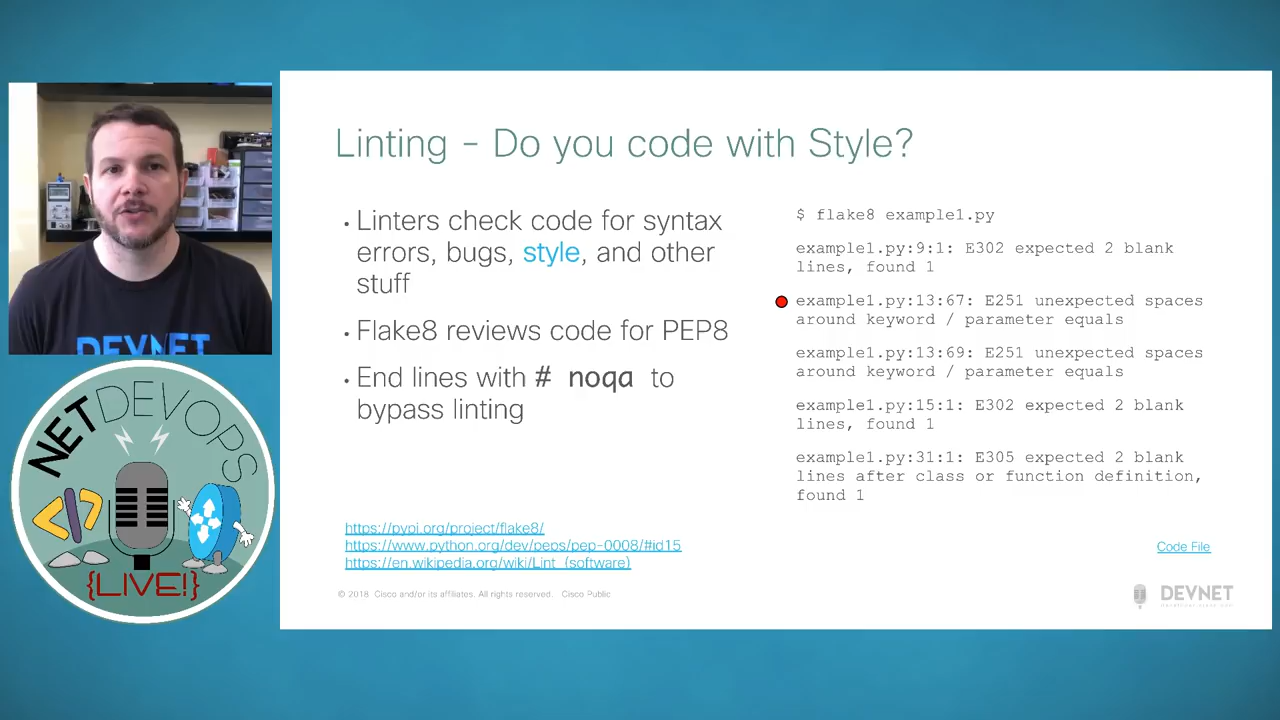 Linting - Do you code with Style?
• Linters check code for syntax
errors, bugs, style, and other
stuff
• Flake8 reviews code for PEP8
• End lines with # noqa to
bypass linting
https://pypi.org/project/flake8/
https://www.python.org/dev/peps/pep-0008/#id15
https://en.wikipedia.org/wiki/Lint_(software)
© 2018 Cisco and/or its affiliates. All rights reserved. Cisco Public
$ flake8 example1.py
example1.py:9:1: E302 expected 2 blank
lines, found 1
example1.py:13:67: E251 unexpected spaces
around keyword / parameter equals
example1.py:13:69: E251 unexpected spaces
around keyword / parameter equals
example1.py:15:1: E302 expected 2 blank
lines, found 1
example1.py:31:1: E305 expected 2 blank
lines after class or function definition,
found 1
Code File
DEVNET
DEVNET
NETDEVOPS
</>
{LIVE!}